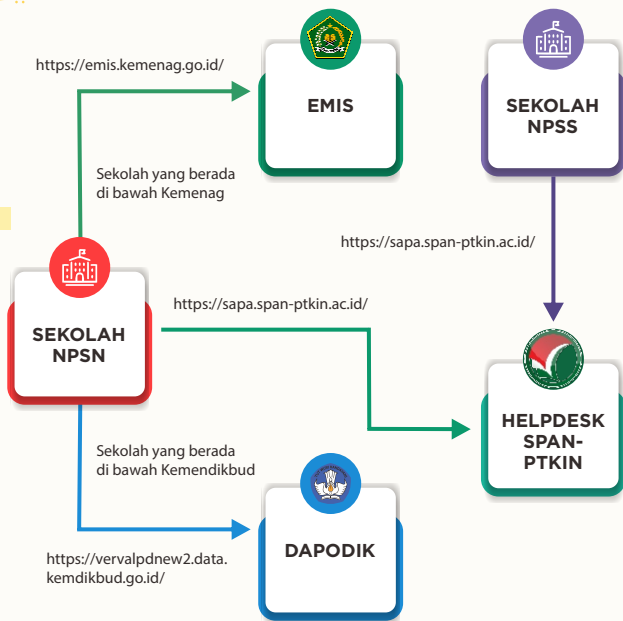 https://emis.kemenag.go.id/
EMIS
SEKOLAH
NPSS
Sekolah yang berada
di bawah Kemenag
https://sapa.span-ptkin.ac.id/
https://sapa.span-ptkin.ac.id/
SEKOLAH
NPSN
HELPDESK
SPAN-
PTKIN
Sekolah yang berada
di bawah Kemendikbud
DAPODIK
https://vervalpdnew2.data.
kemdikbud.go.id/